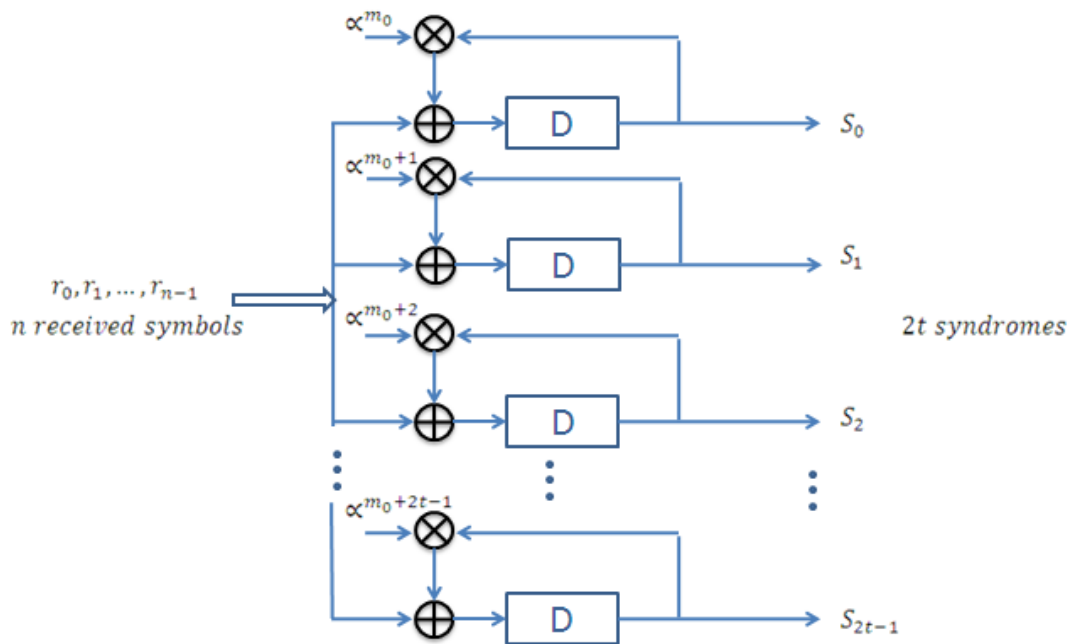 ∝^{m_0}
D
S_0
∝^{m_0+1}
D
S_1
r_0, r_1, …, r_{n−1}
n received symbols
∝^{m_0+2}
2t syndromes
D
S_2
∝^{m_0+2t−1}
D
S_{2t−1}